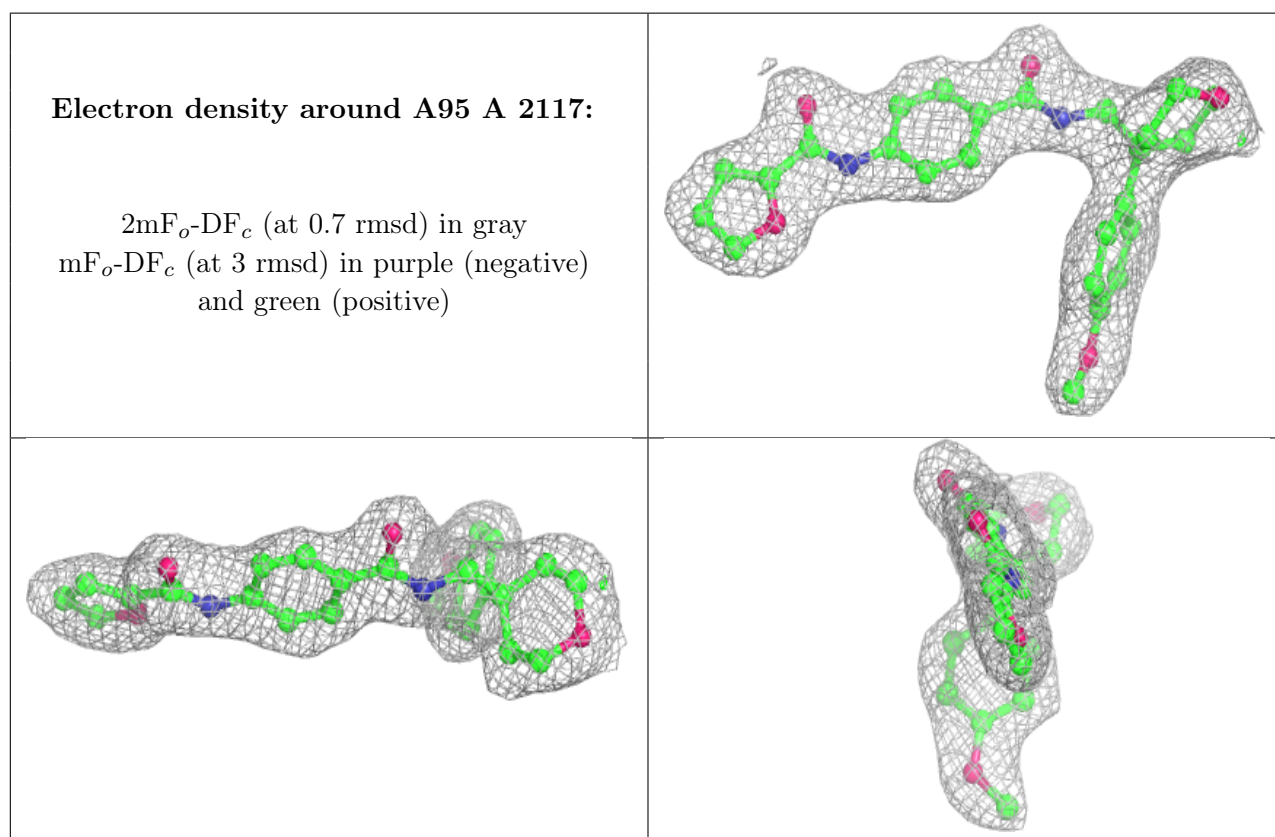 Electron density around A95 A 2117:
2mFo-DFc (at 0.7 rmsd) in gray
mFo-DFc (at 3 rmsd) in purple (negative)
and green (positive)